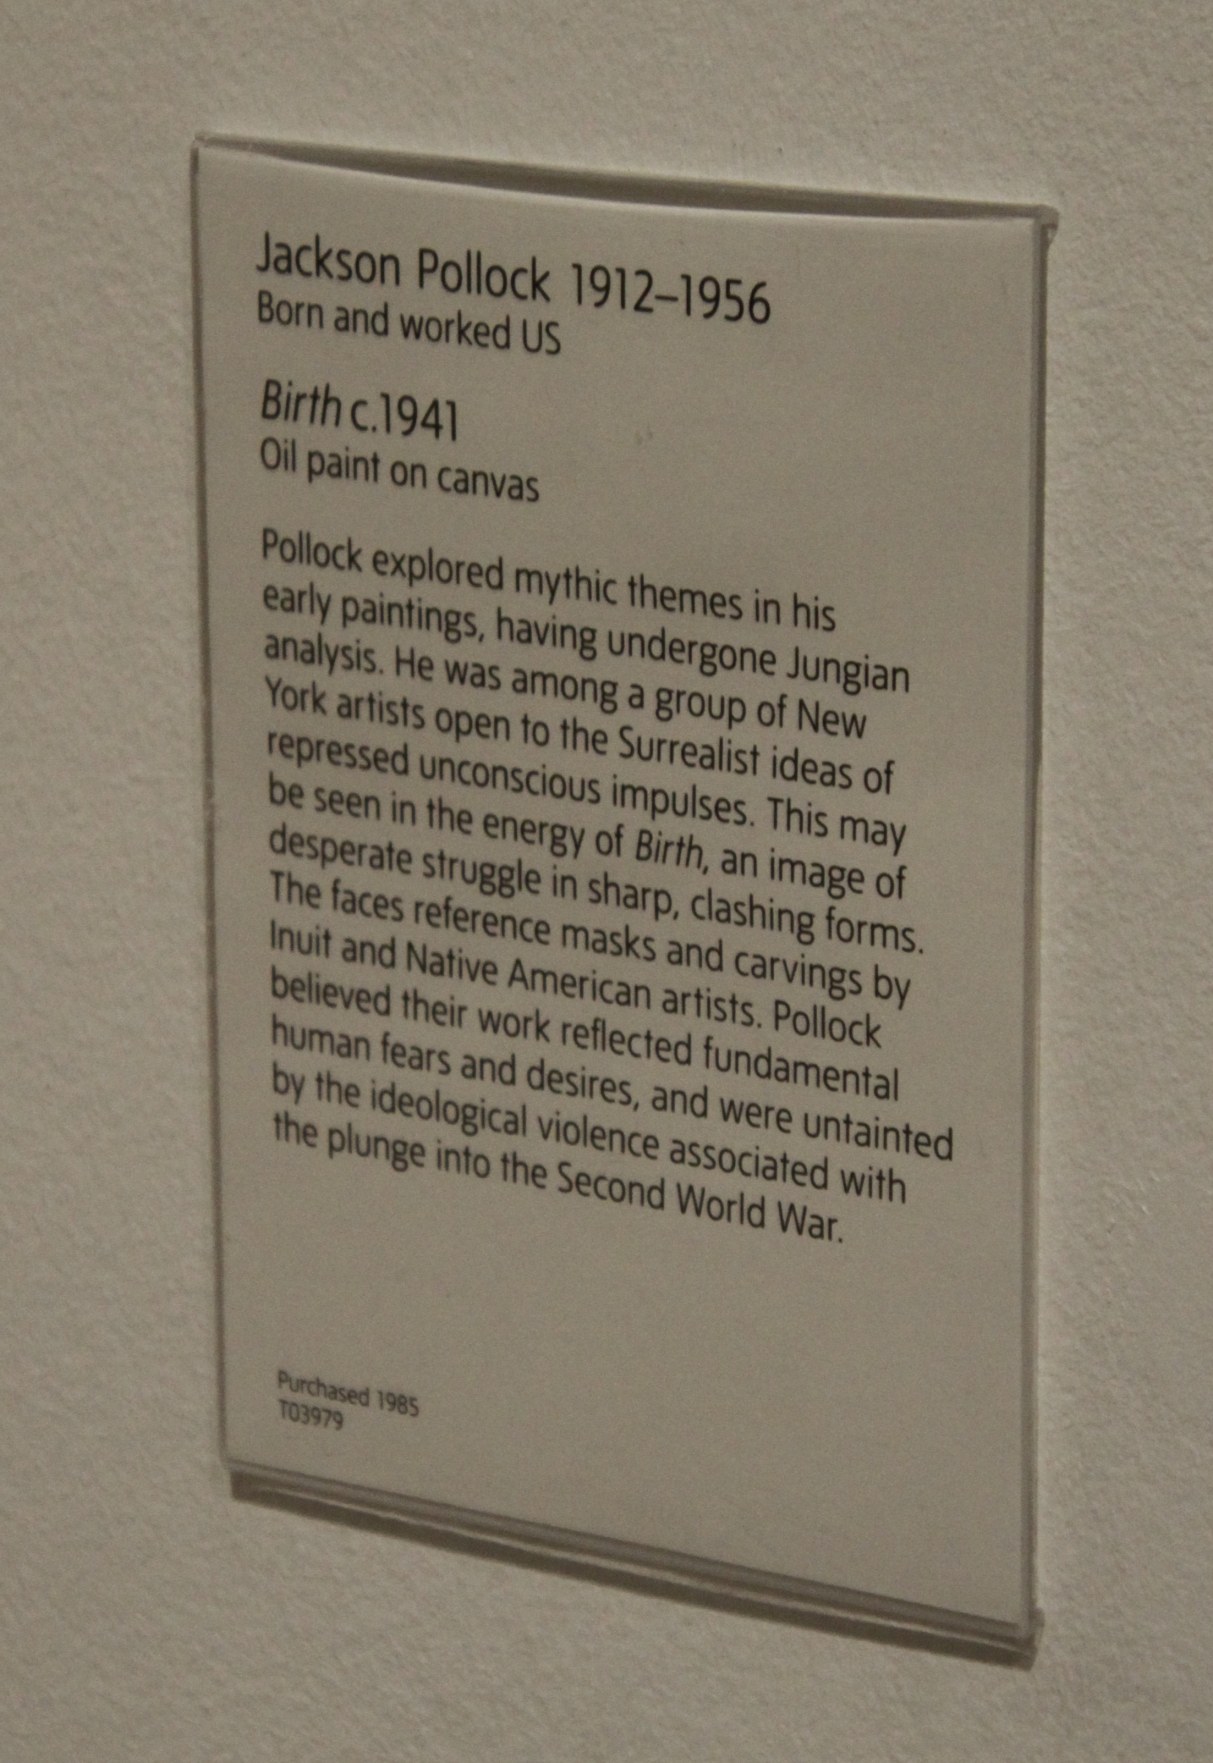 Jackson Pollock 1912–1956
Born and worked US
Birth c.1941
Oil paint on canvas
Pollock explored mythic themes in his
early paintings, having undergone Jungian
analysis. He was among a group of New
York artists open to the Surrealist ideas of
repressed unconscious impulses. This may
be seen in the energy of Birth, an image of
desperate struggle in sharp, clashing forms.
The faces reference masks and carvings by
Inuit and Native American artists. Pollock
believed their work reflected fundamental
human fears and desires, and were untainted
by the ideological violence associated with
the plunge into the Second World War.
Purchased 1985
T03979